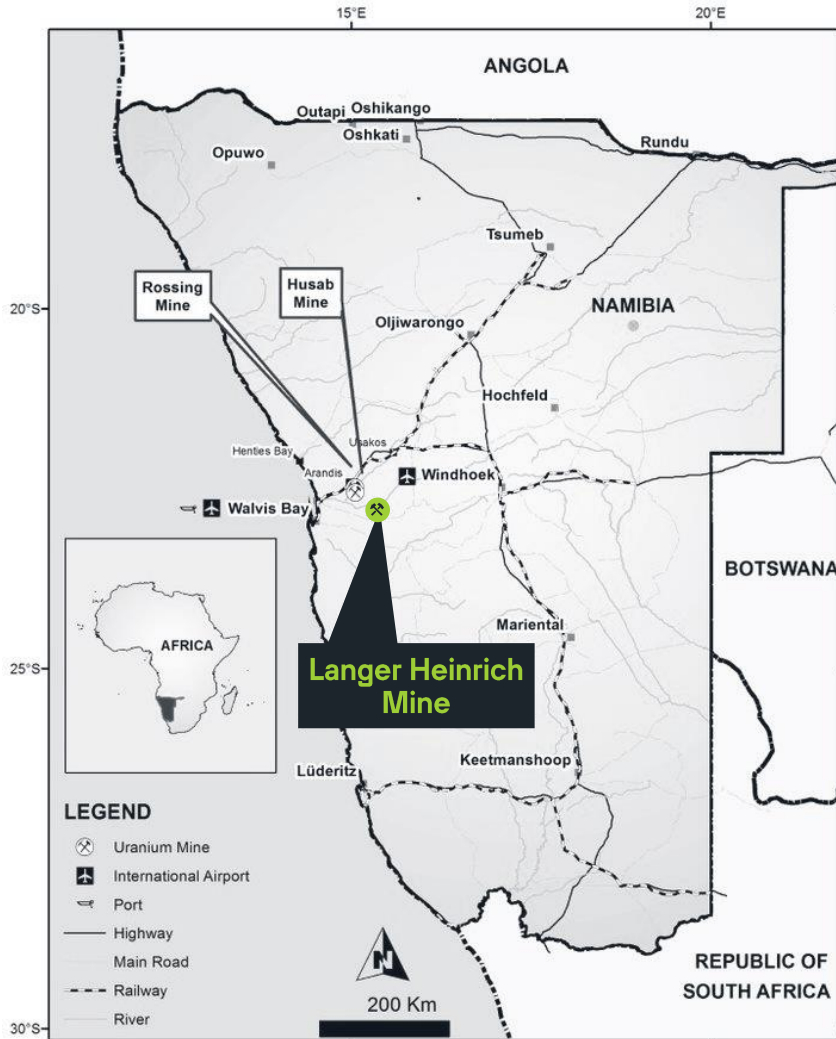 15°E
20°E
ANGOLA
Outapi
Oshikango
Oshkati
Rundu
Opuwo
Tsumeb
Rossing
Mine
Husab
Mine
20°S
NAMIBIA
Oljiwarongo
Hochfeld
Henties Bay
Usakos
Arandis
Windhoek
Walvis Bay
BOTSWANA
AFRICA
Mariental
25°S
Langer Heinrich
Mine
Keetmanshoop
Lüderitz
LEGEND
Uranium Mine
International Airport
Port
Highway
Main Road
Railway
River
N
200 Km
REPUBLIC OF
SOUTH AFRICA
30°S